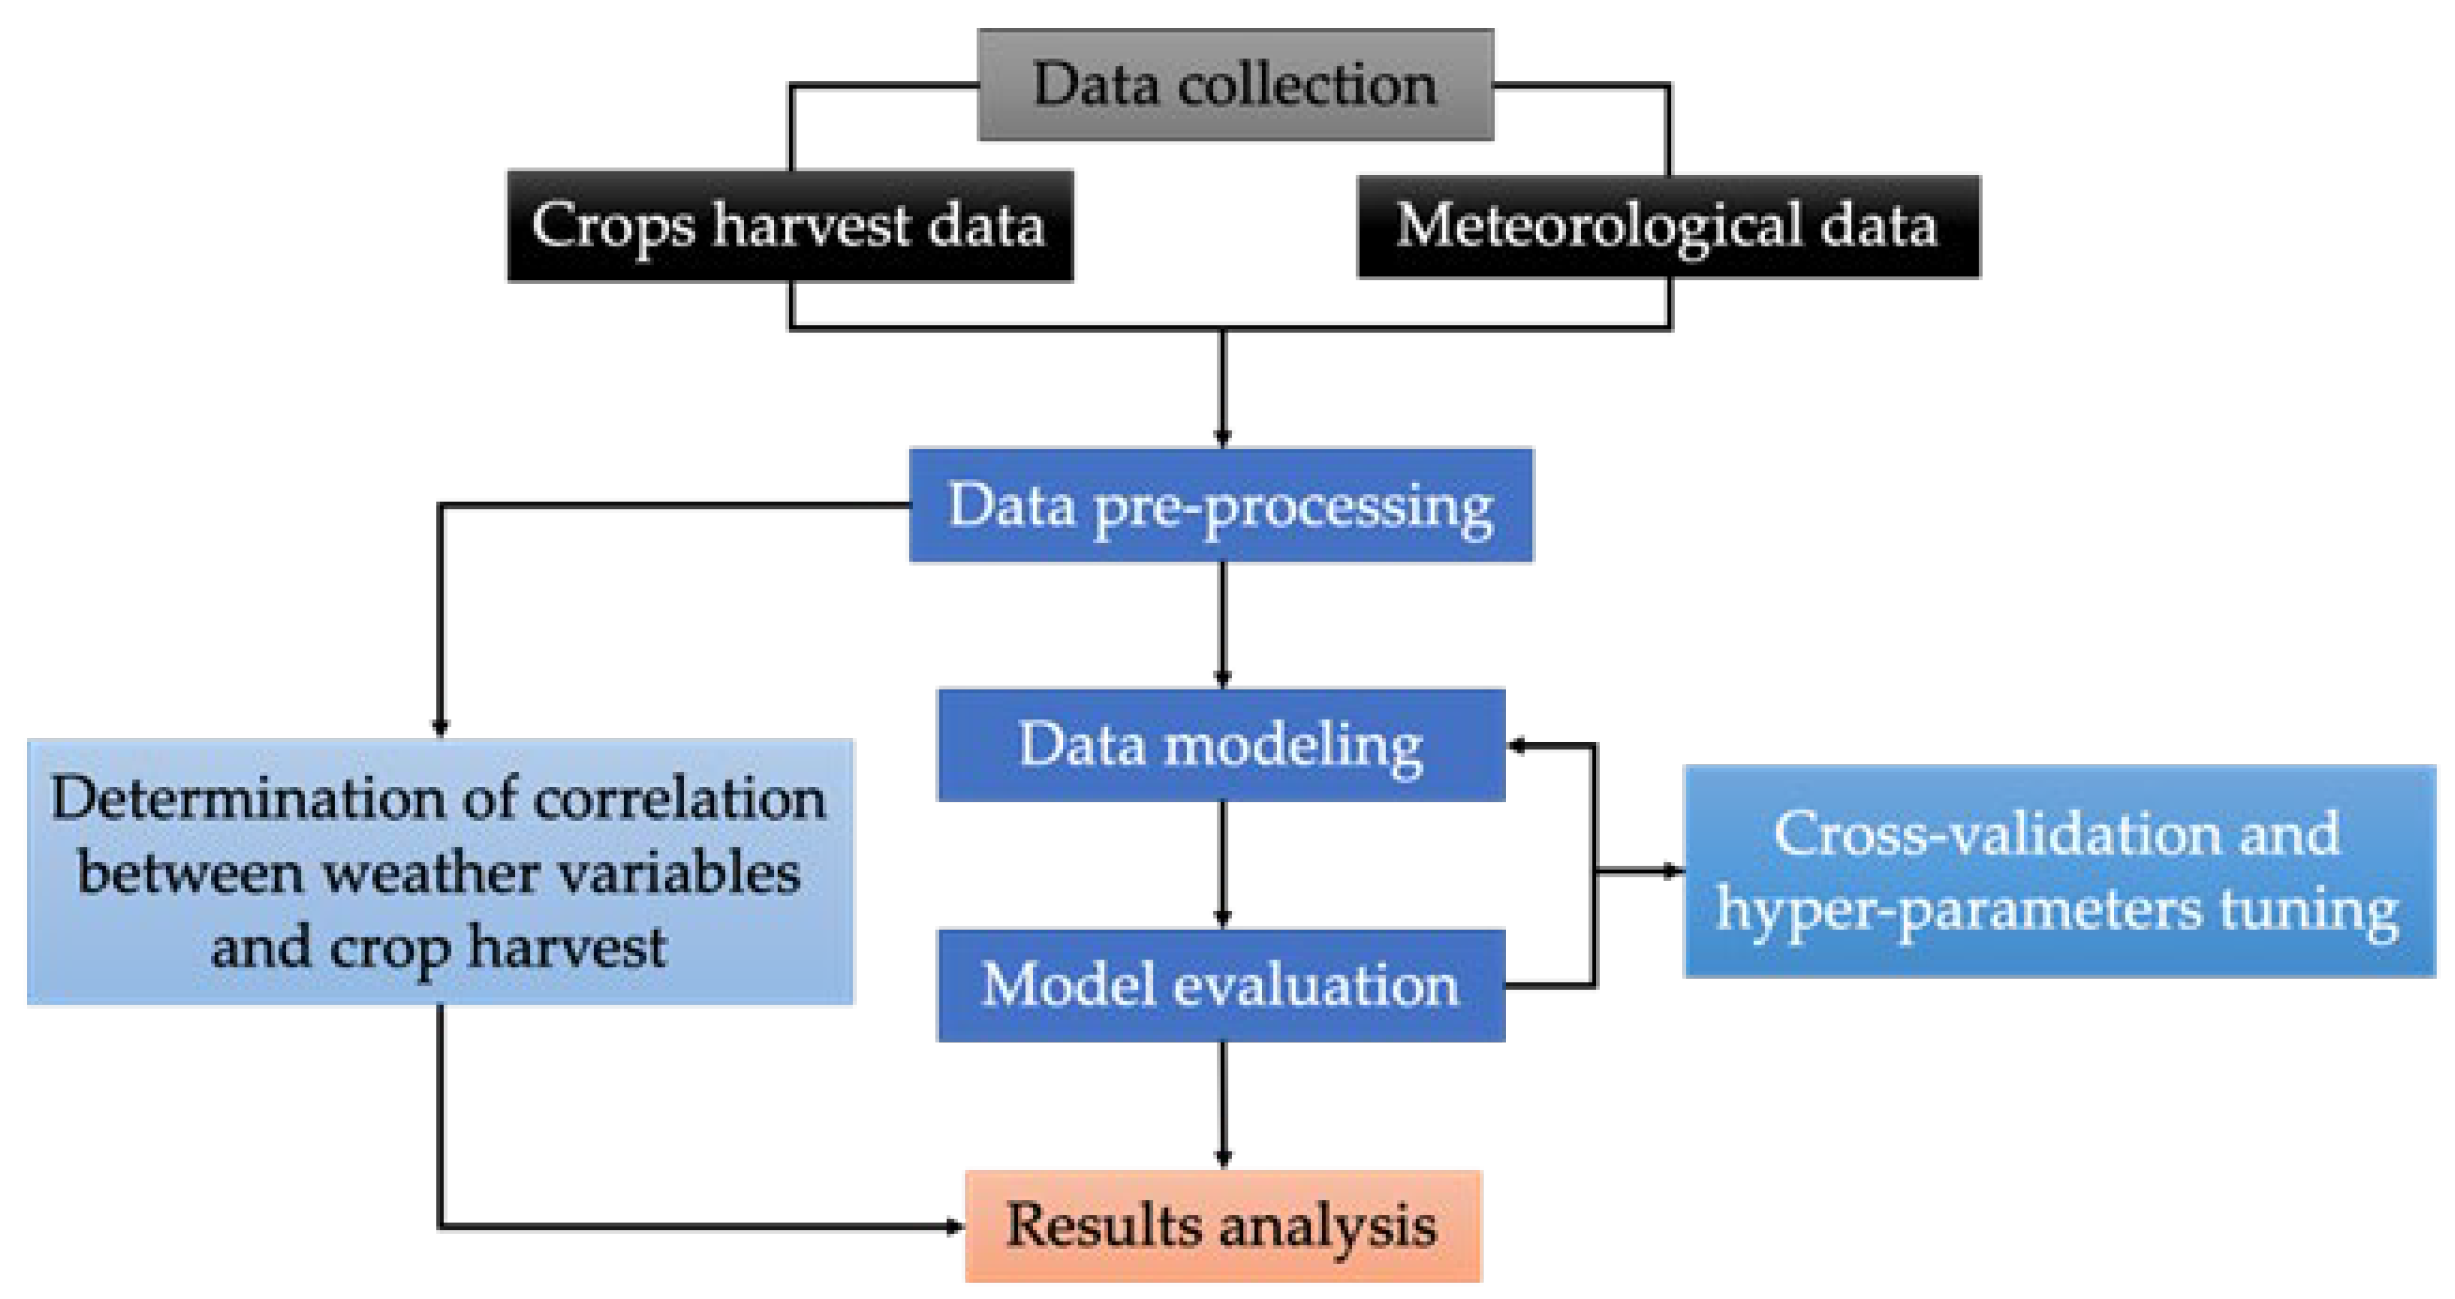 Data collection
Crops harvest data
Meteorological data
Data pre-processing
Data modeling
Determination of correlation
between weather variables
and crop harvest
Cross-validation and
hyper-parameters tuning
Model evaluation
Results analysis